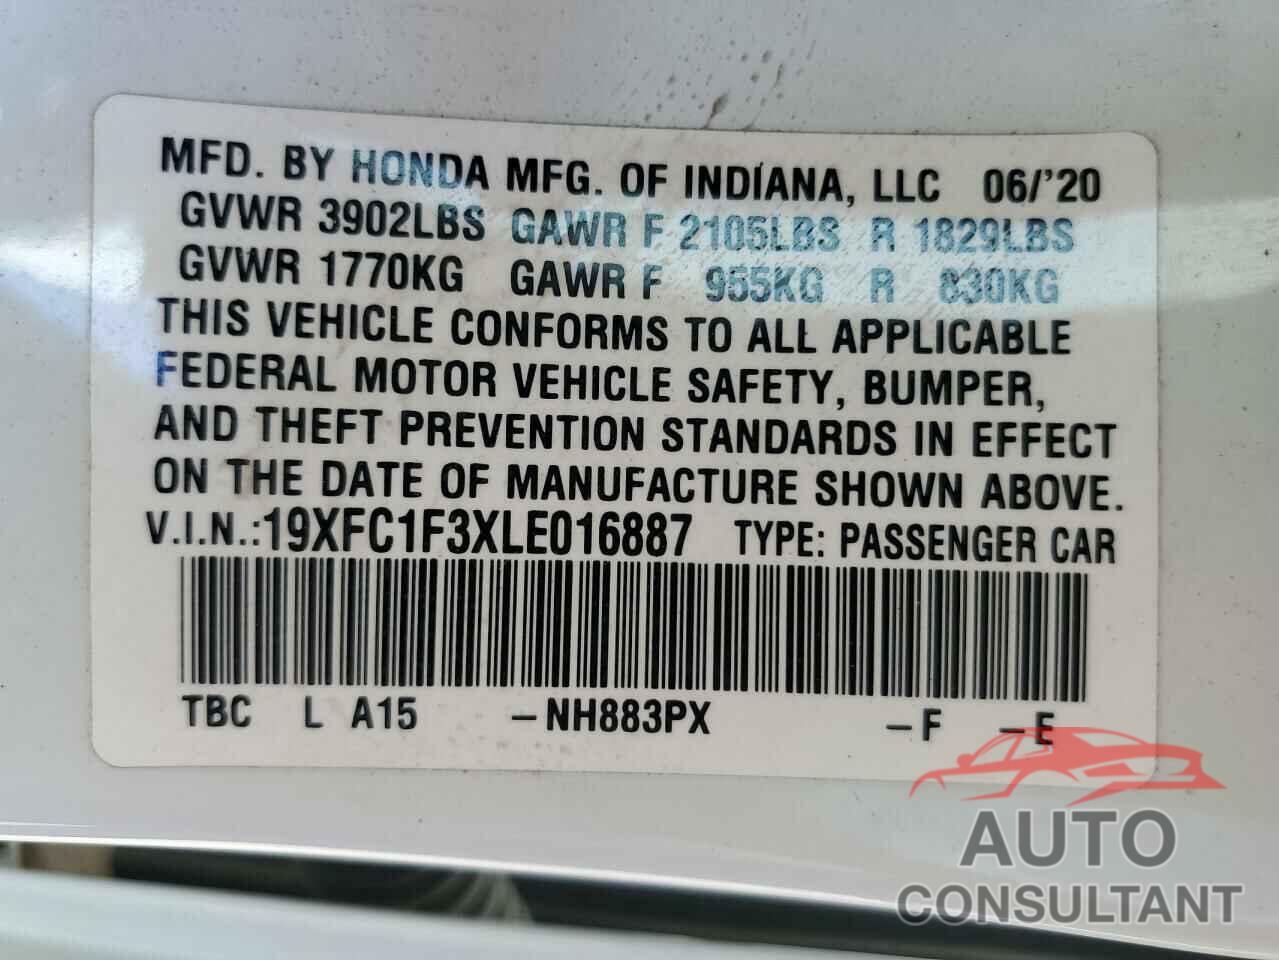 MFD. BY HONDA MFG. OF INDIANA, LLC 06/'20
GVWR 3902LBS GAWR F 2105LBS R 1829LBS
GVWR 1770KG GAWR F 955KG R 830KG
THIS VEHICLE CONFORMS TO ALL APPLICABLE
FEDERAL MOTOR VEHICLE SAFETY, BUMPER,
AND THEFT PREVENTION STANDARDS IN EFFECT
ON THE DATE OF MANUFACTURE SHOWN ABOVE.
V.I.N.:19XFC1F3XLE016887 TYPE: PASSENGER CAR
TBC L A15 –NH883PX –F –E
AUTO
CONSULTANT